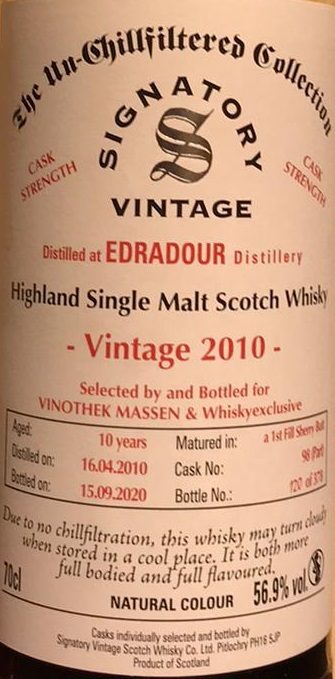 The Un-Chillfiltered Collection
SIGNATORY
S
VINTAGE
CASK STRENGTH
CASK STRENGTH
Distilled at EDRADOUR Distillery
Highland Single Malt Scotch Whisky
- Vintage 2010 -
Selected by and Bottled for
VINOTHEK MASSEN & Whiskyexclusive
Aged: 10 years Matured in: a 1st Fill Sherry Butt
Distilled on: 16.04.2010 Cask No: 98 (Part)
Bottled on: 15.09.2020 Bottle No.: 120 of 378
Due to no chillfiltration, this whisky may turn cloudy
when stored in a cool place. It is both more
full bodied and full flavoured.
70cl NATURAL COLOUR 56.9% vol.
Casks individually selected and bottled by
Signatory Vintage Scotch Whisky Co. Ltd. Pitlochry PH16 5JP
Product of Scotland